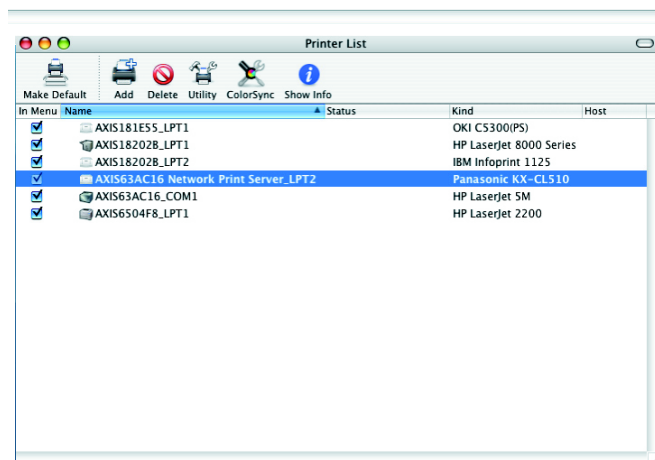 Printer List
Make Default Add Delete Utility ColorSync Show Info
In Menu Name Status Kind Host
AXIS181E55_LPT1 OKI C5300(PS)
AXIS18202B_LPT1 HP LaserJet 8000 Series
AXIS18202B_LPT2 IBM Infoprint 1125
AXIS63AC16 Network Print Server_LPT2 Panasonic KX-CL510
AXIS63AC16_COM1 HP LaserJet 5M
AXIS6504F8_LPT1 HP LaserJet 2200